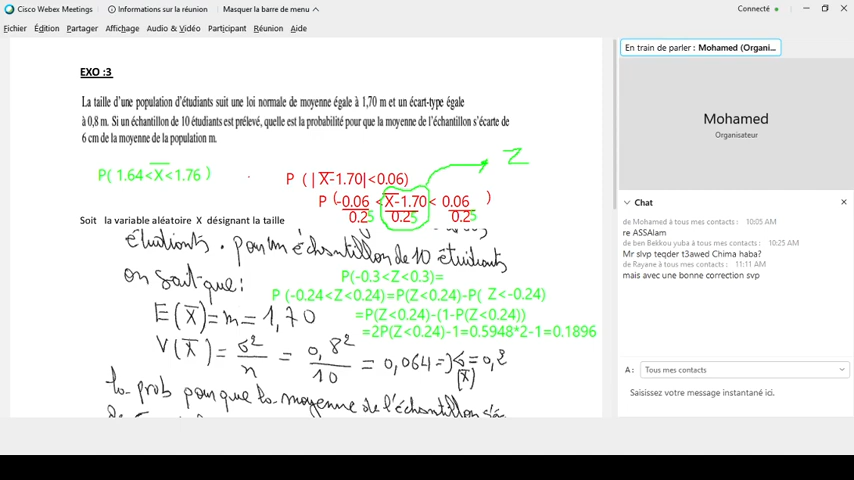 Cisco Webex Meetings
Informations sur la réunion
Masquer la barre de menu
Connecté
Fichier Édition Partager Affichage Audio & Vidéo Participant Réunion Aide
EXO :3
La taille d'une population d'étudiants suit une loi normale de moyenne égale à 1,70 m et un écart-type égale
à 0,8 m. Si un échantillon de 10 étudiants est prélevé, quelle est la probabilité pour que la moyenne de l'échantillon s'écarte de
6 cm de la moyenne de la population m.
Z
P( 1.64<X̅<1.76 )
P ( | X̅-1.70|<0.06)
P (-0.06 < X̅-1.70 < 0.06 )
0.25 0.25 0.25
Soit la variable aléatoire X désignant la taille
étudiants. pour un échantillon de 10 étudiants
on sait que:
P(-0.3<Z<0.3)=
P (-0.24<Z<0.24)=P(Z<0.24)-P( Z<-0.24)
=P(Z<0.24)-(1-P(Z<0.24))
=2P(Z<0.24)-1=0.5948*2-1=0.1896
E(X̅)=m=1,70
V(X̅) = σ²/n = 0,8²/10 = 0,064 => σ = 0,2
(X̅)
la prob pour que la moyenne de l'échantillon
En train de parler : Mohamed (Organi...
Mohamed
Organisateur
Chat
de Mohamed à tous mes contacts : 10:05 AM
re ASSAlam
de ben Bekkou yuba à tous mes contacts : 10:25 AM
Mr slvp teqder t3awed Chima haba?
de Rayane à tous mes contacts : 11:11 AM
mais avec une bonne correction svp
A : Tous mes contacts
Saisissez votre message instantané ici.